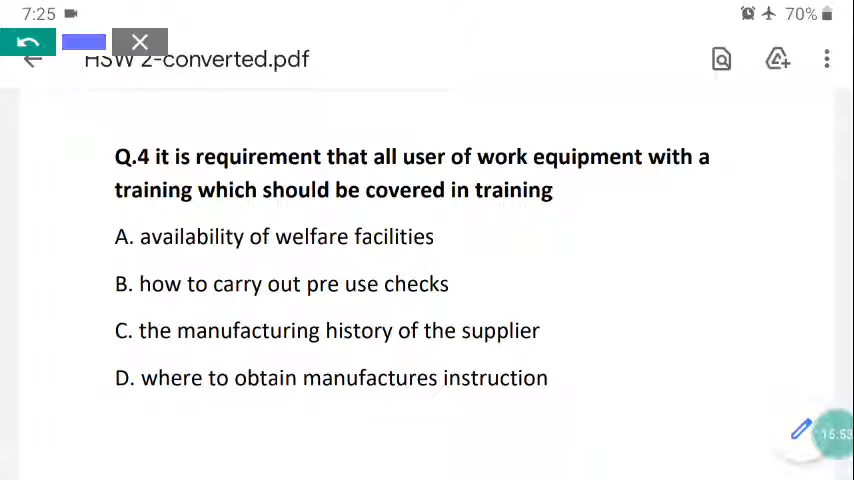 7:25
70%
HSW 2-converted.pdf
Q.4 it is requirement that all user of work equipment with a
training which should be covered in training
A. availability of welfare facilities
B. how to carry out pre use checks
C. the manufacturing history of the supplier
D. where to obtain manufactures instruction
15:53